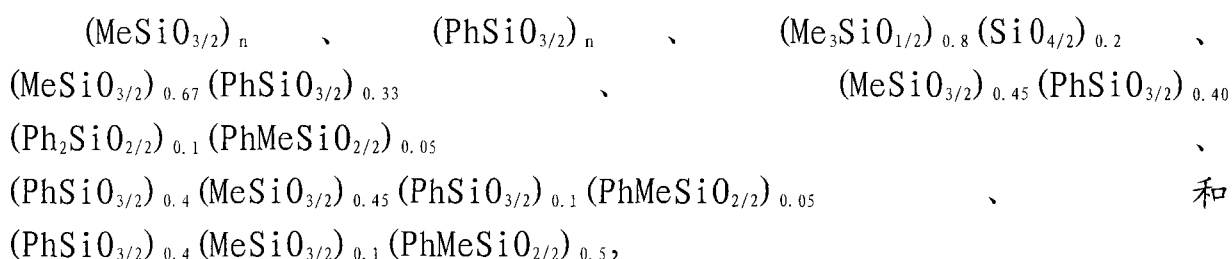 (MeSiO₃/₂)ₙ 、 (PhSiO₃/₂)ₙ 、 (Me₃SiO₁/₂)₀.₈(SiO₄/₂)₀.₂ 、
(MeSiO₃/₂)₀.₆₇(PhSiO₃/₂)₀.₃₃ 、 (MeSiO₃/₂)₀.₄₅(PhSiO₃/₂)₀.₄₀
(Ph₂SiO₂/₂)₀.₁(PhMeSiO₂/₂)₀.₀₅ 、
(PhSiO₃/₂)₀.₄(MeSiO₃/₂)₀.₄₅(PhSiO₃/₂)₀.₁(PhMeSiO₂/₂)₀.₀₅ 、 和
(PhSiO₃/₂)₀.₄(MeSiO₃/₂)₀.₁(PhMeSiO₂/₂)₀.₅,